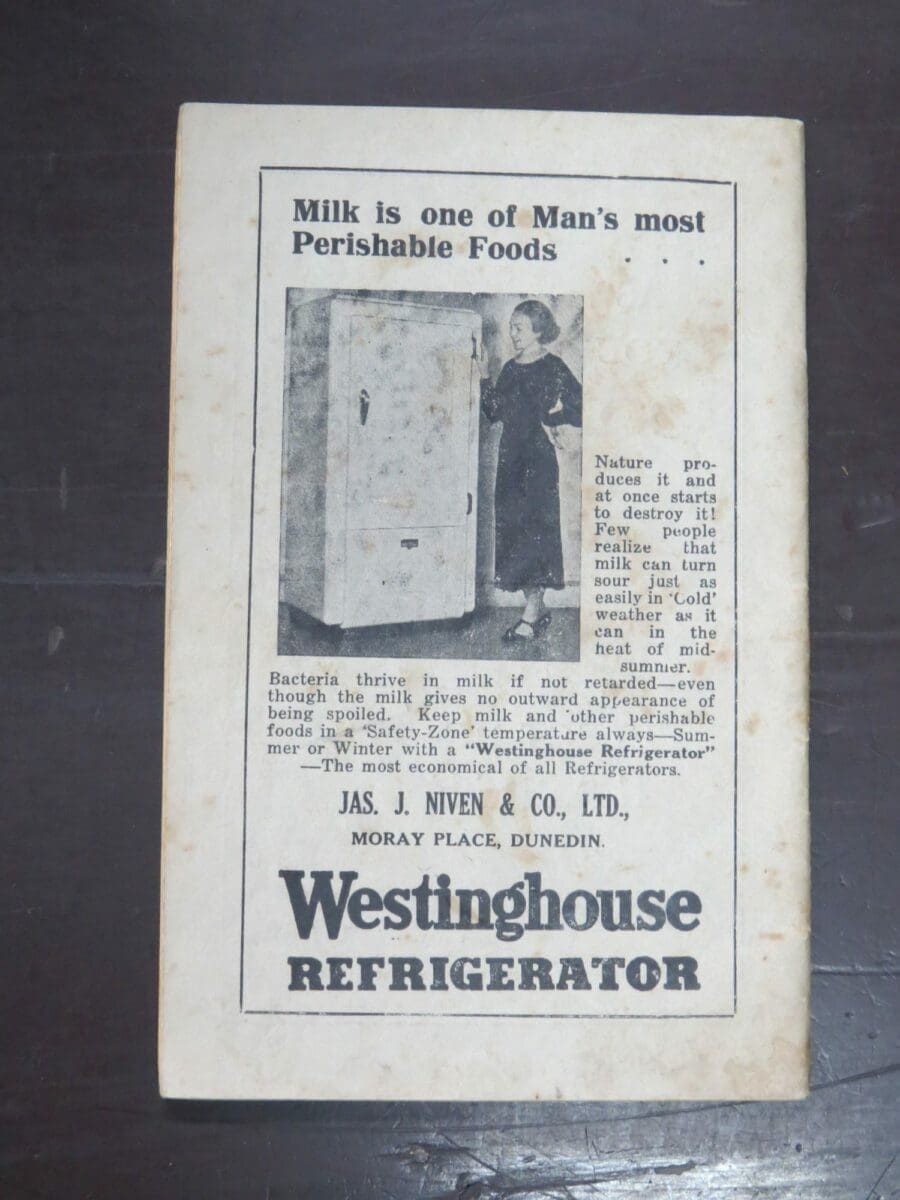 Milk is one of Man's most
Perishable Foods . . .
Nature pro-
duces it and
at once starts
to destroy it!
Few people
realize that
milk can turn
sour just as
easily in 'Cold'
weather as it
can in the
heat of mid-
summer.
Bacteria thrive in milk if not retarded—even
though the milk gives no outward appearance of
being spoiled. Keep milk and other perishable
foods in a 'Safety-Zone' temperature always—Sum-
mer or Winter with a "Westinghouse Refrigerator"
—The most economical of all Refrigerators.
JAS. J. NIVEN & CO., LTD.,
MORAY PLACE, DUNEDIN.
Westinghouse
REFRIGERATOR